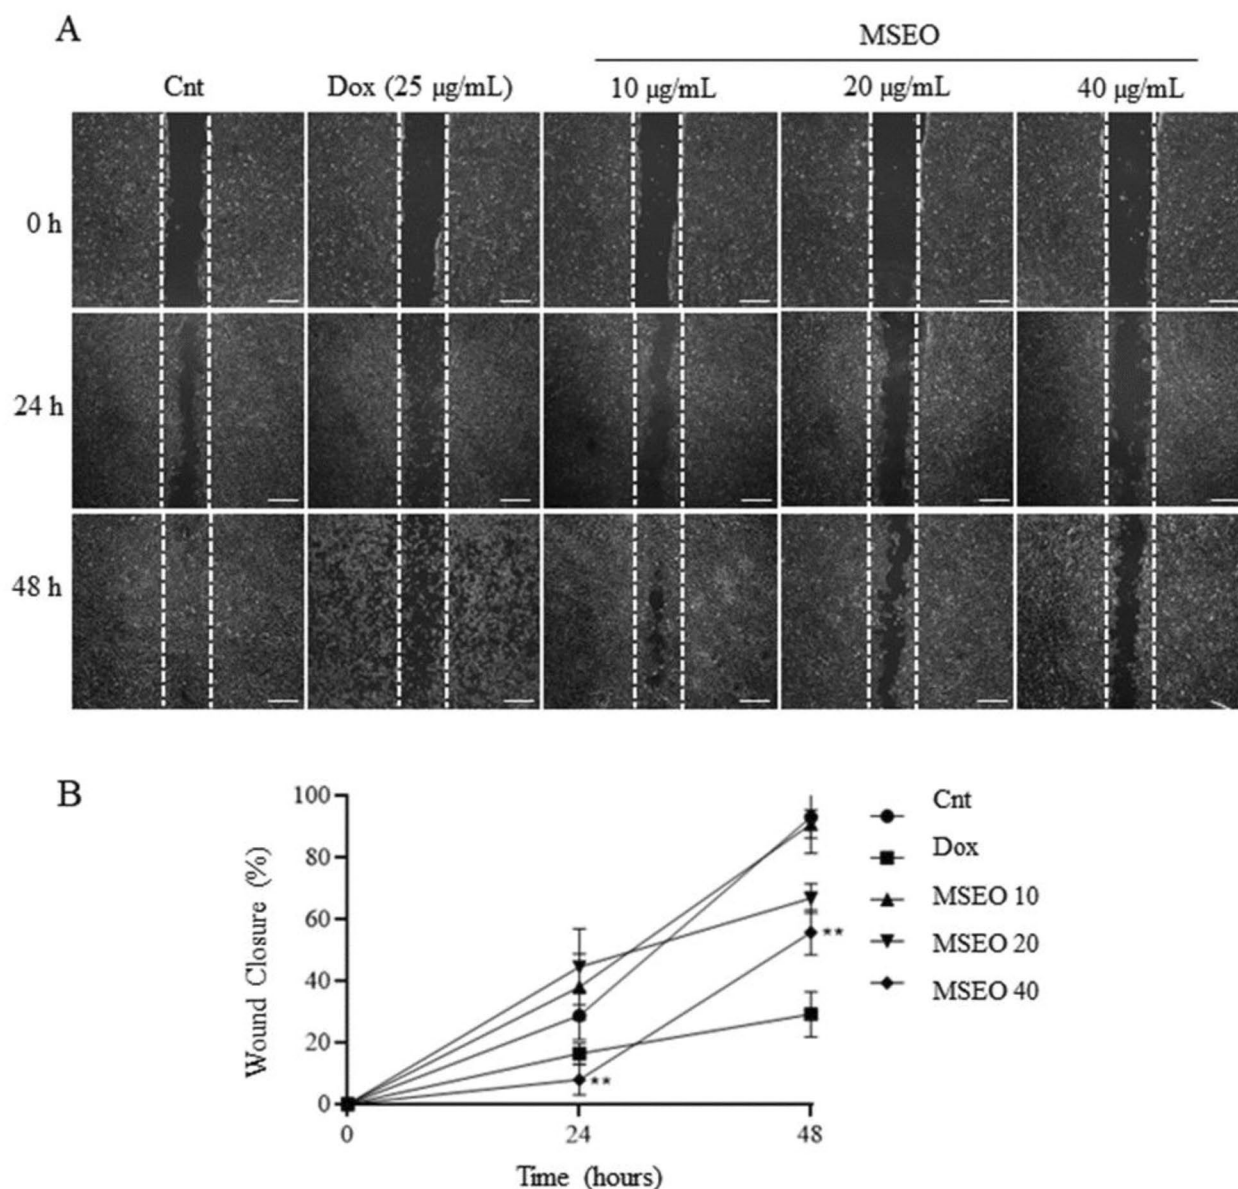 A
MSEO
Cnt
Dox (25 μg/mL)
10 μg/mL
20 μg/mL
40 μg/mL
0 h
24 h
48 h
B
Wound Closure (%)
100
80
60
40
20
0
0
24
48
Time (hours)
**
**
Cnt
Dox
MSEO 10
MSEO 20
MSEO 40